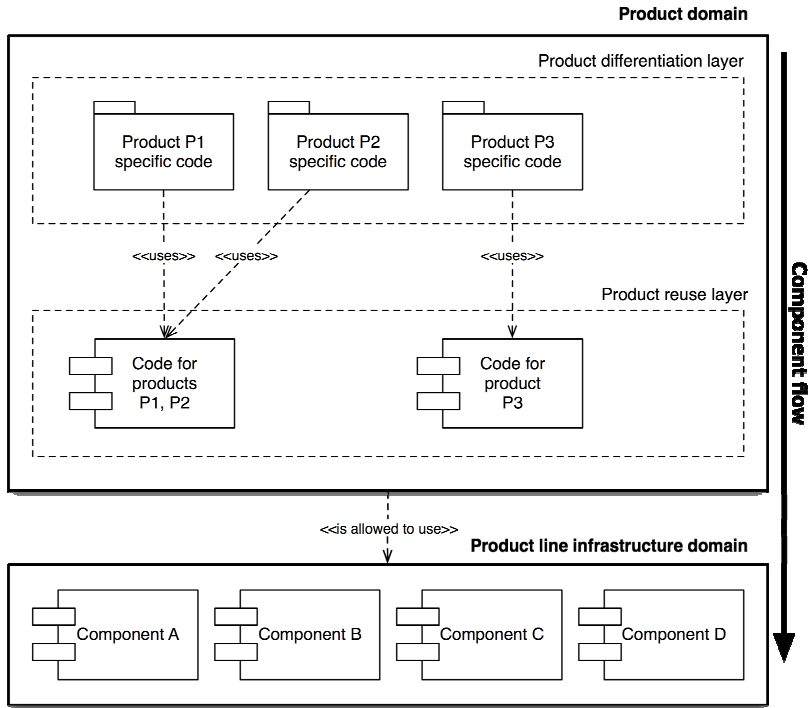 Product domain
Product differentiation layer
Product P1
specific code
Product P2
specific code
Product P3
specific code
<<uses>>
<<uses>>
<<uses>>
Product reuse layer
Code for
products
P1, P2
Code for
product
P3
Component flow
<<is allowed to use>>
Product line infrastructure domain
Component A
Component B
Component C
Component D